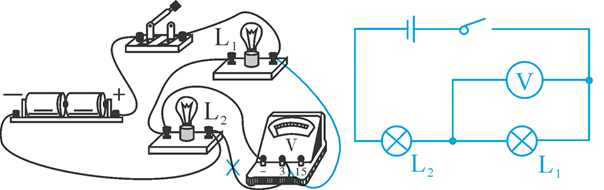 L₁
− +
L₂
V
− 3 15
V
L₂ L₁